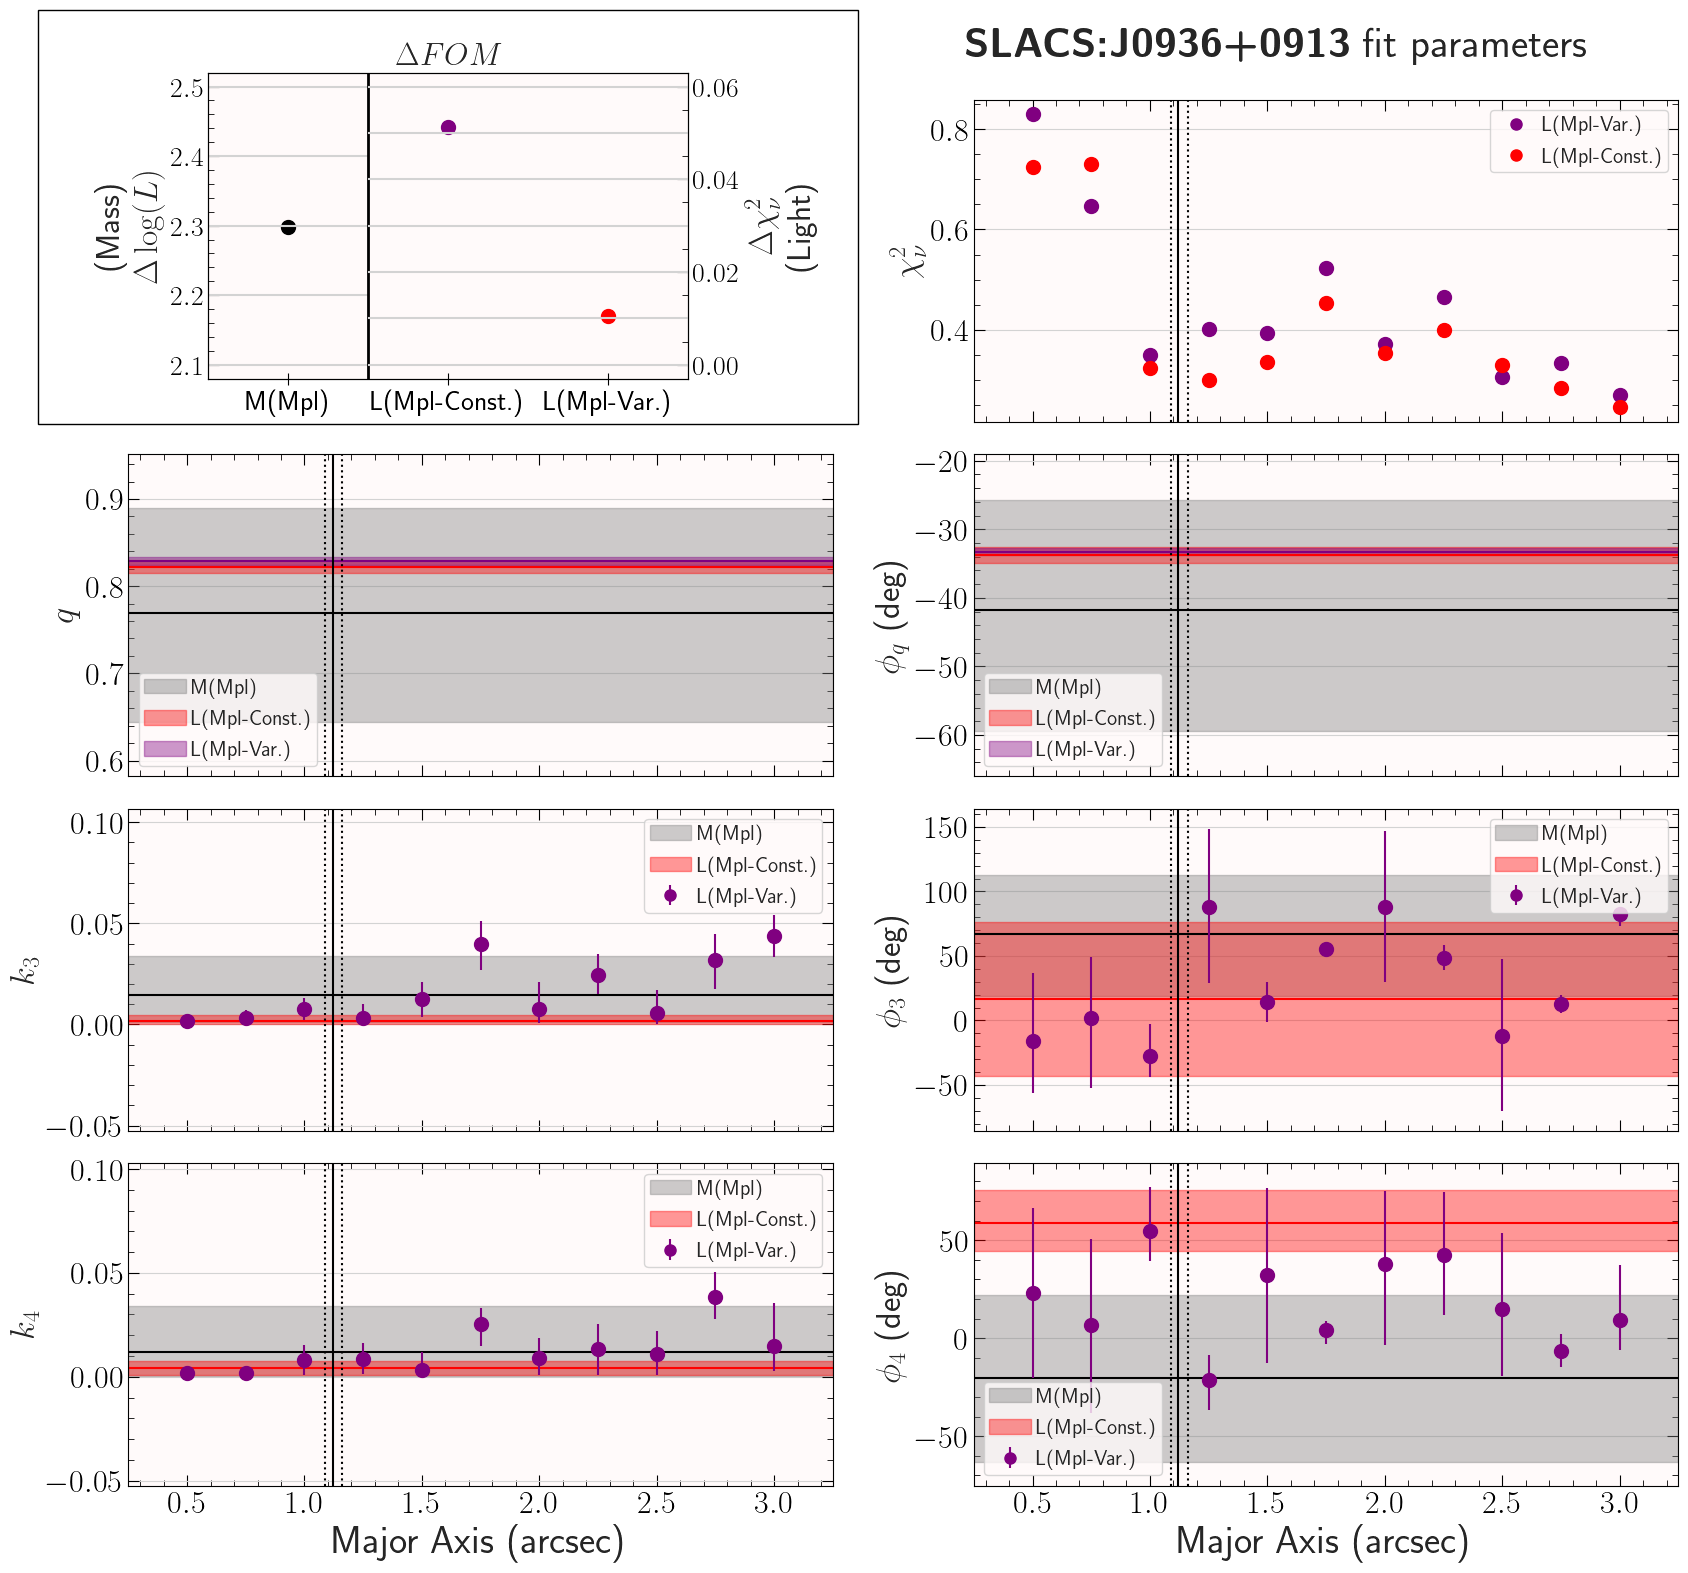 SLACS:J0936+0913 fit parameters
ΔFOM
(Mass)
Δ log(L)
2.5
2.4
2.3
2.2
2.1
0.06
0.04
0.02
0.00
Δχ²ᵥ
(Light)
M(Mpl)
L(Mpl-Const.)
L(Mpl-Var.)
χ²ᵥ
0.8
0.6
0.4
L(Mpl-Var.)
L(Mpl-Const.)
q
0.9
0.8
0.7
0.6
M(Mpl)
L(Mpl-Const.)
L(Mpl-Var.)
ϕq (deg)
−20
−30
−40
−50
−60
M(Mpl)
L(Mpl-Const.)
L(Mpl-Var.)
k₃
0.10
0.05
0.00
−0.05
M(Mpl)
L(Mpl-Const.)
L(Mpl-Var.)
ϕ₃ (deg)
150
100
50
0
−50
M(Mpl)
L(Mpl-Const.)
L(Mpl-Var.)
k₄
0.10
0.05
0.00
−0.05
M(Mpl)
L(Mpl-Const.)
L(Mpl-Var.)
0.5 1.0 1.5 2.0 2.5 3.0
Major Axis (arcsec)
ϕ₄ (deg)
50
0
−50
M(Mpl)
L(Mpl-Const.)
L(Mpl-Var.)
0.5 1.0 1.5 2.0 2.5 3.0
Major Axis (arcsec)